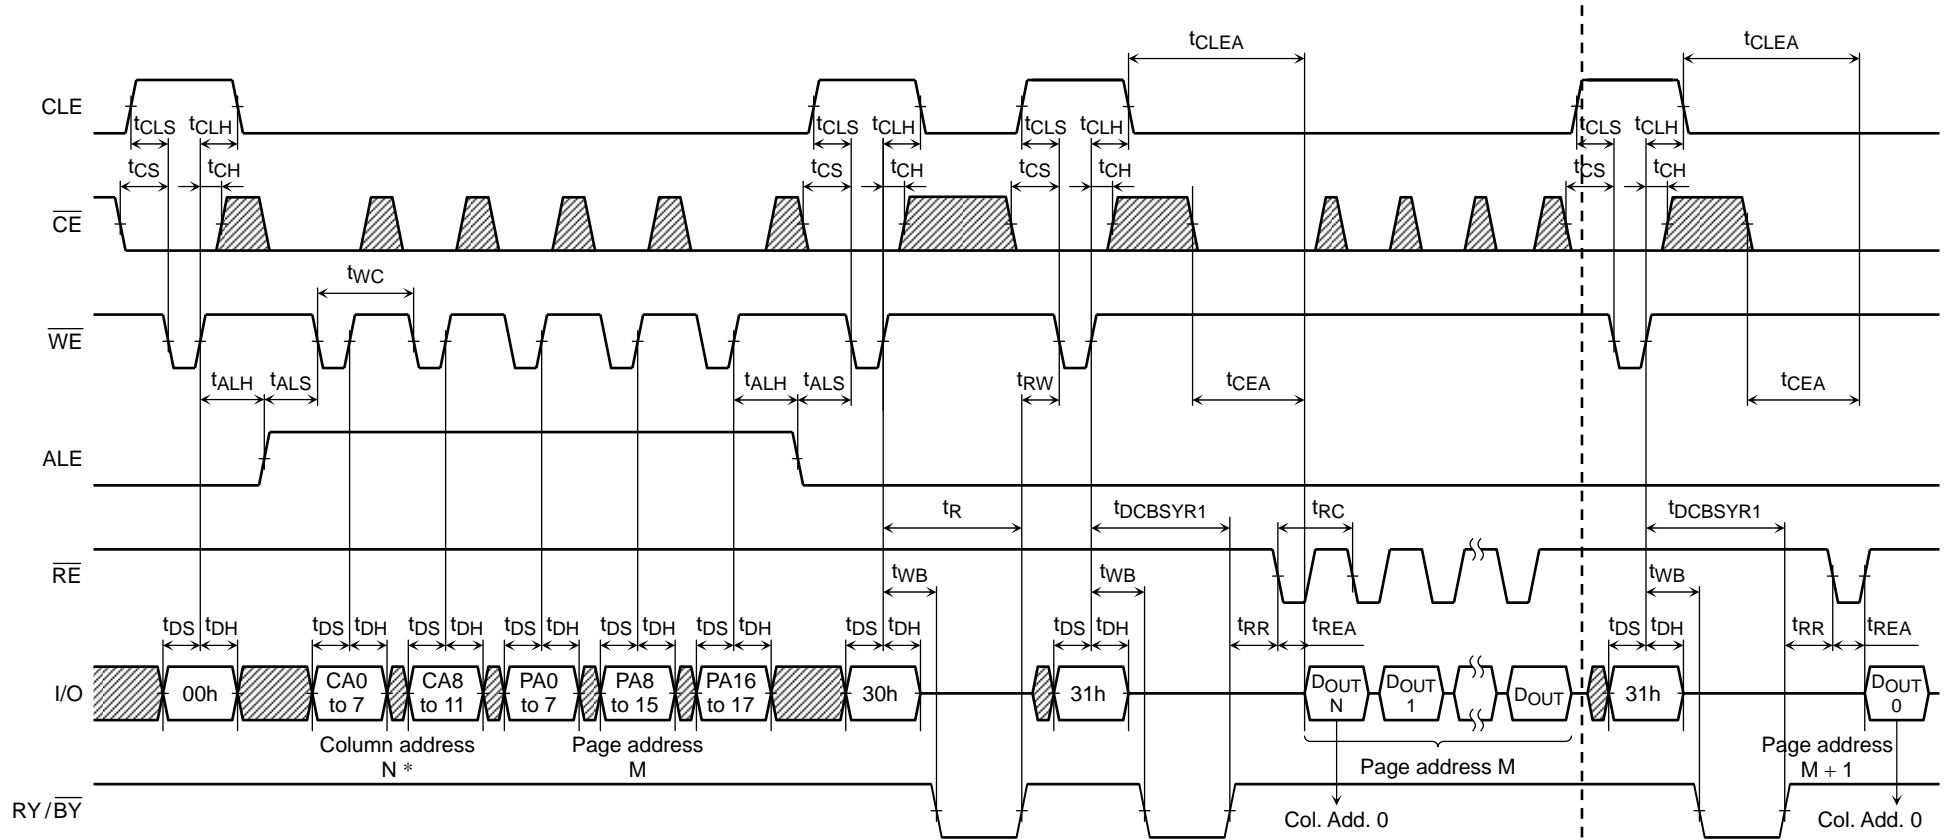 tCLEA tCLEA
CLE
tCLS tCLH tCLS tCLH tCLS tCLH tCLS tCLH
tCS tCH tCS tCH tCS tCH tCS tCH
CE
tWC
WE
tALH tALS tALH tALS tRW tCEA tCEA
ALE
tR tDCBSYR1 tRC tDCBSYR1
RE
tWB tWB tWB
tDS tDH tDS tDH tDS tDH tDS tDH tDS tDH tDS tDH tDS tDH tDS tDH tRR tREA tDS tDH tRR tREA
I/O
00h
CA0
to 7
CA8
to 11
PA0
to 7
PA8
to 15
PA16
to 17
30h
31h
DOUT
N
DOUT
1
DOUT
31h
DOUT
0
Column address
N *
Page address
M
Page address M
Page address
M + 1
RY/BY
Col. Add. 0
Col. Add. 0